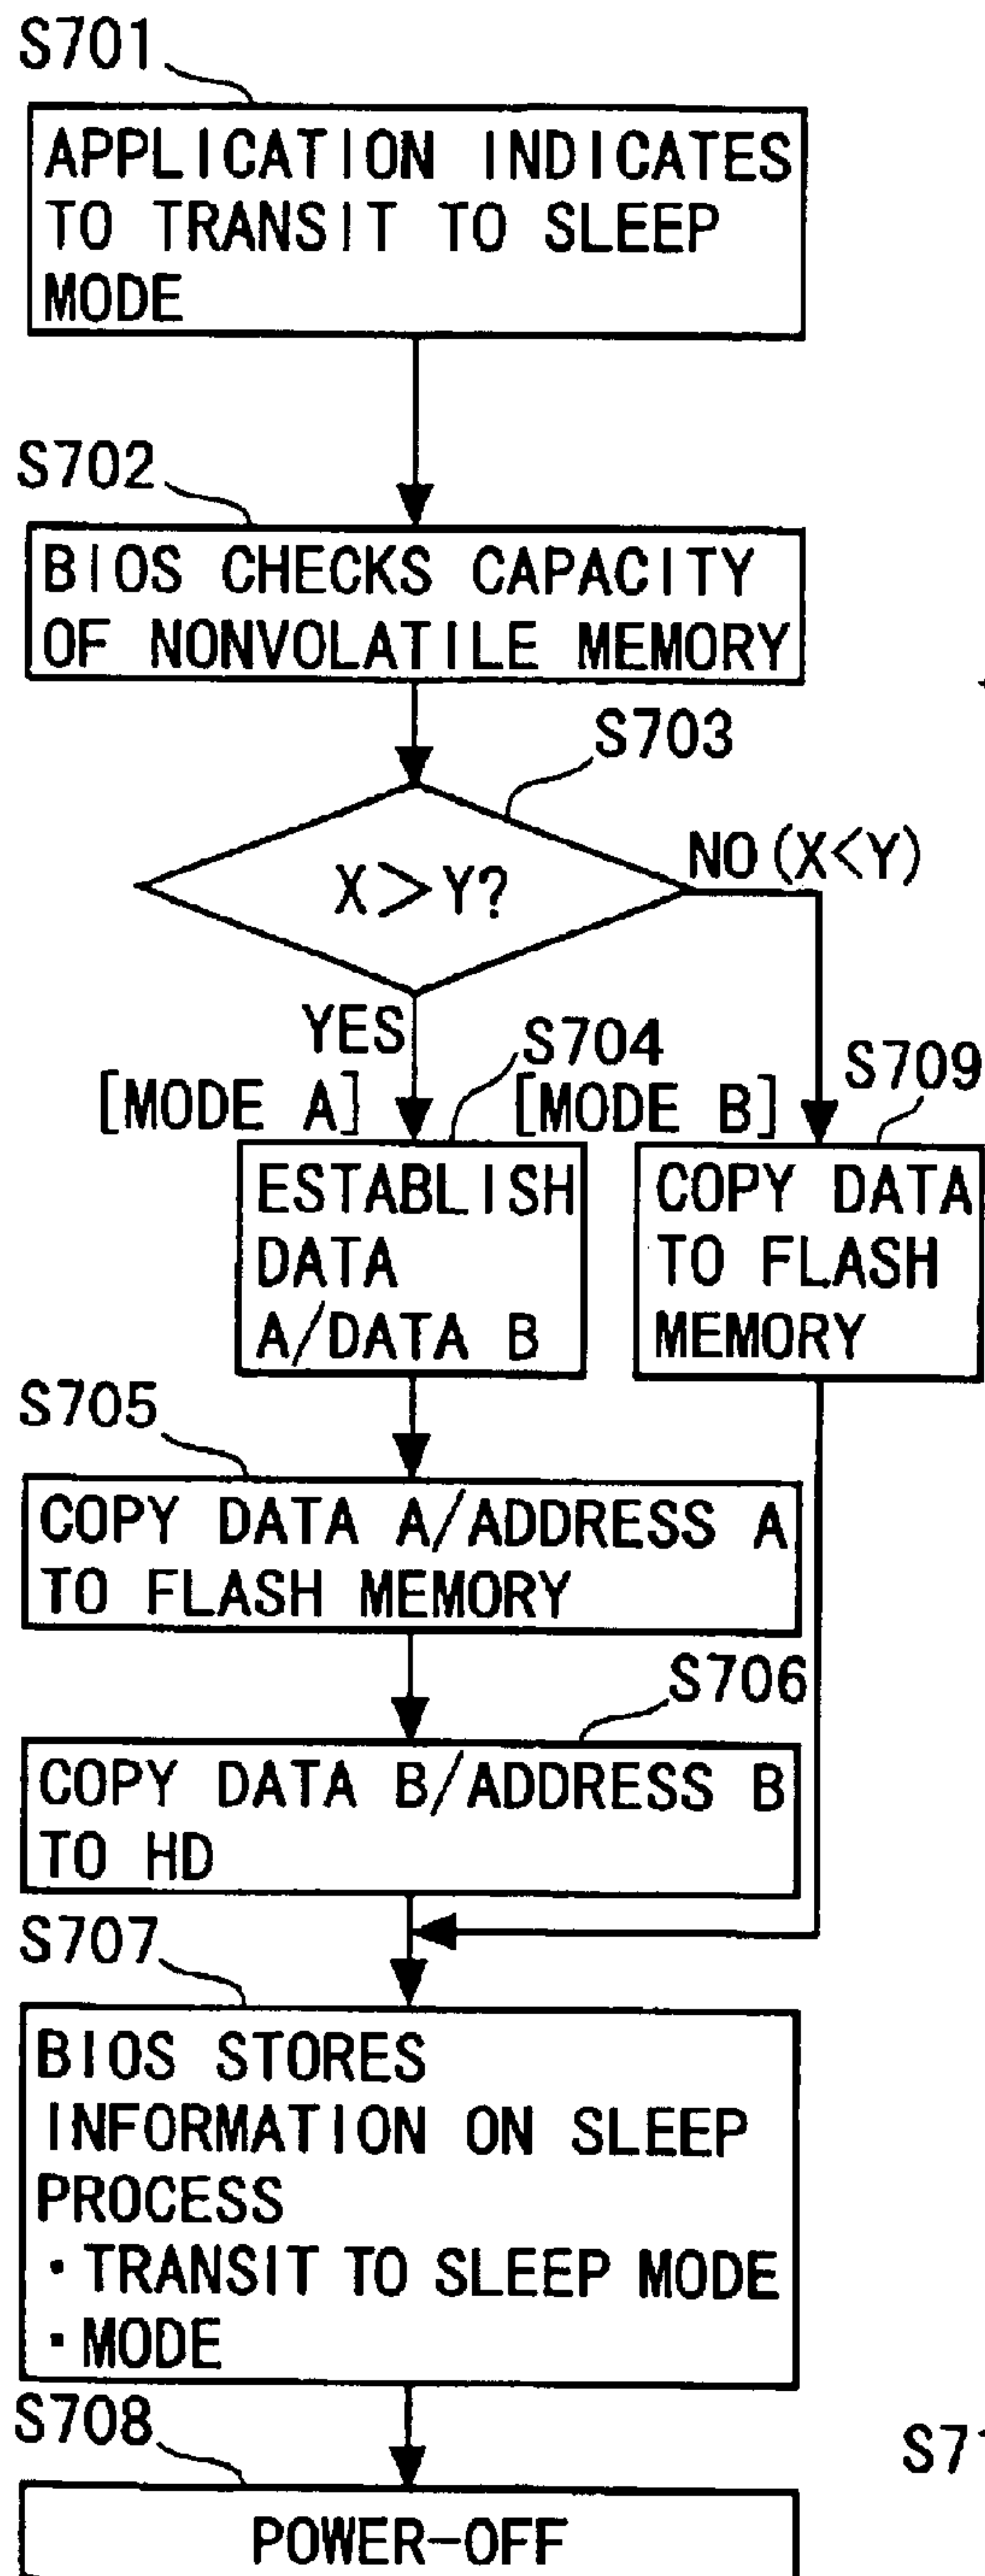 S701
APPLICATION INDICATES
TO TRANSIT TO SLEEP
MODE
S702
BIOS CHECKS CAPACITY
OF NONVOLATILE MEMORY
S703
X>Y?
NO(X<Y)
YES
[MODE A]
S704
[MODE B]
S709
ESTABLISH
DATA
A/DATA B
COPY DATA
TO FLASH
MEMORY
S705
COPY DATA A/ADDRESS A
TO FLASH MEMORY
S706
COPY DATA B/ADDRESS B
TO HD
S707
BIOS STORES
INFORMATION ON SLEEP
PROCESS
・TRANSIT TO SLEEP MODE
・MODE
S708
POWER-OFF